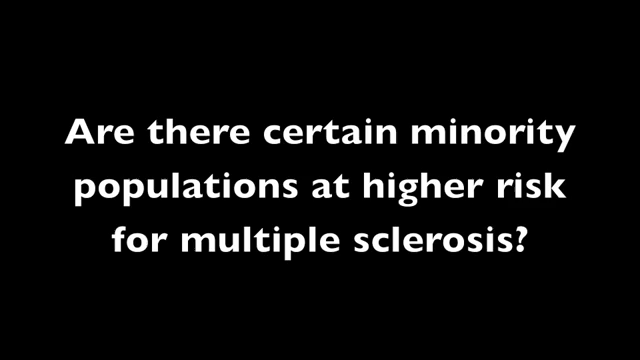 Are there certain minority
populations at higher risk
for multiple sclerosis?